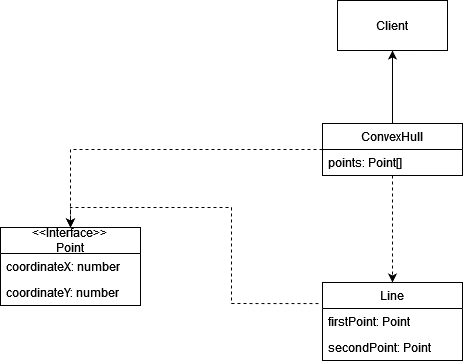 Client
ConvexHull
points: Point[]
<<Interface>>
Point
coordinateX: number
coordinateY: number
Line
firstPoint: Point
secondPoint: Point